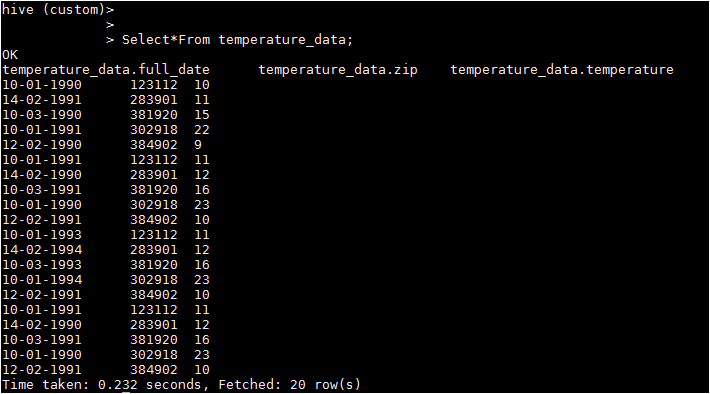 hive (custom)>
>
> Select*From temperature_data;
OK
temperature_data.full_date temperature_data.zip temperature_data.temperature
10-01-1990 123112 10
14-02-1991 283901 11
10-03-1990 381920 15
10-01-1991 302918 22
12-02-1990 384902 9
10-01-1991 123112 11
14-02-1990 283901 12
10-03-1991 381920 16
10-01-1990 302918 23
12-02-1991 384902 10
10-01-1993 123112 11
14-02-1994 283901 12
10-03-1993 381920 16
10-01-1994 302918 23
12-02-1991 384902 10
10-01-1991 123112 11
14-02-1990 283901 12
10-03-1991 381920 16
10-01-1990 302918 23
12-02-1991 384902 10
Time taken: 0.232 seconds, Fetched: 20 row(s)